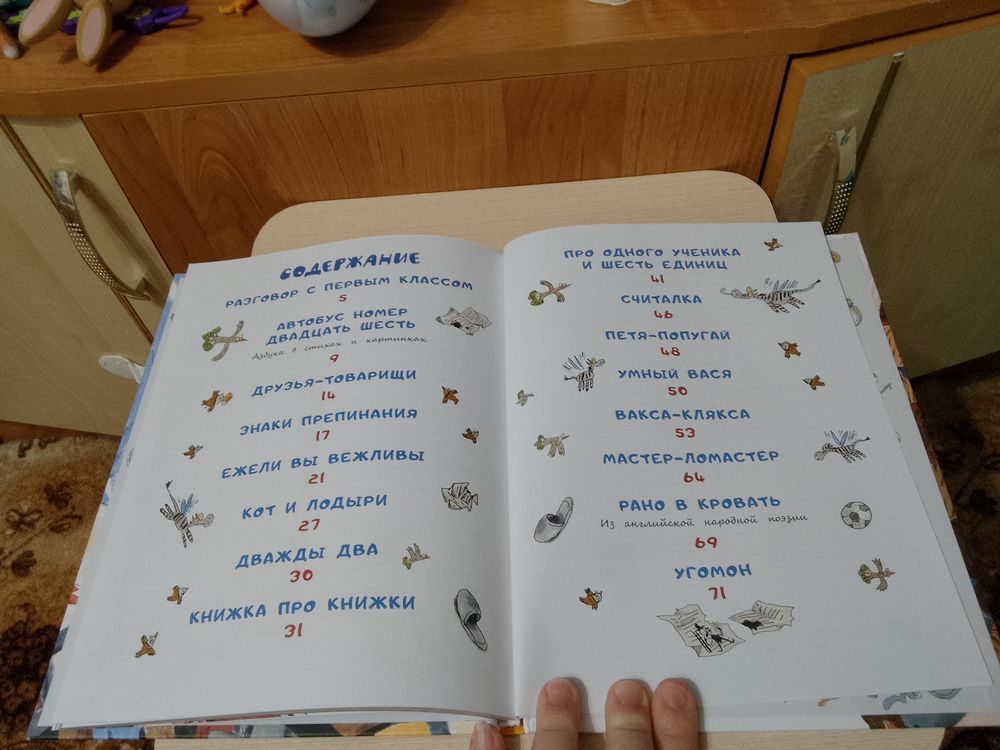 СОДЕРЖАНИЕ
РАЗГОВОР С ПЕРВЫМ КЛАССОМ
5
АВТОБУС НОМЕР
ДВАДЦАТЬ ШЕСТЬ
Азбука в стихах и картинках
9
ДРУЗЬЯ-ТОВАРИЩИ
14
ЗНАКИ ПРЕПИНАНИЯ
17
ЕЖЕЛИ ВЫ ВЕЖЛИВЫ
21
КОТ И ЛОДЫРИ
27
ДВАЖДЫ ДВА
30
КНИЖКА ПРО КНИЖКИ
31
ПРО ОДНОГО УЧЕНИКА
И ШЕСТЬ ЕДИНИЦ
41
СЧИТАЛКА
46
ПЕТЯ-ПОПУГАЙ
48
УМНЫЙ ВАСЯ
50
ВАКСА-КЛЯКСА
53
МАСТЕР-ЛОМАСТЕР
64
РАНО В КРОВАТЬ
Из английской народной поэзии
69
УГОМОН
71